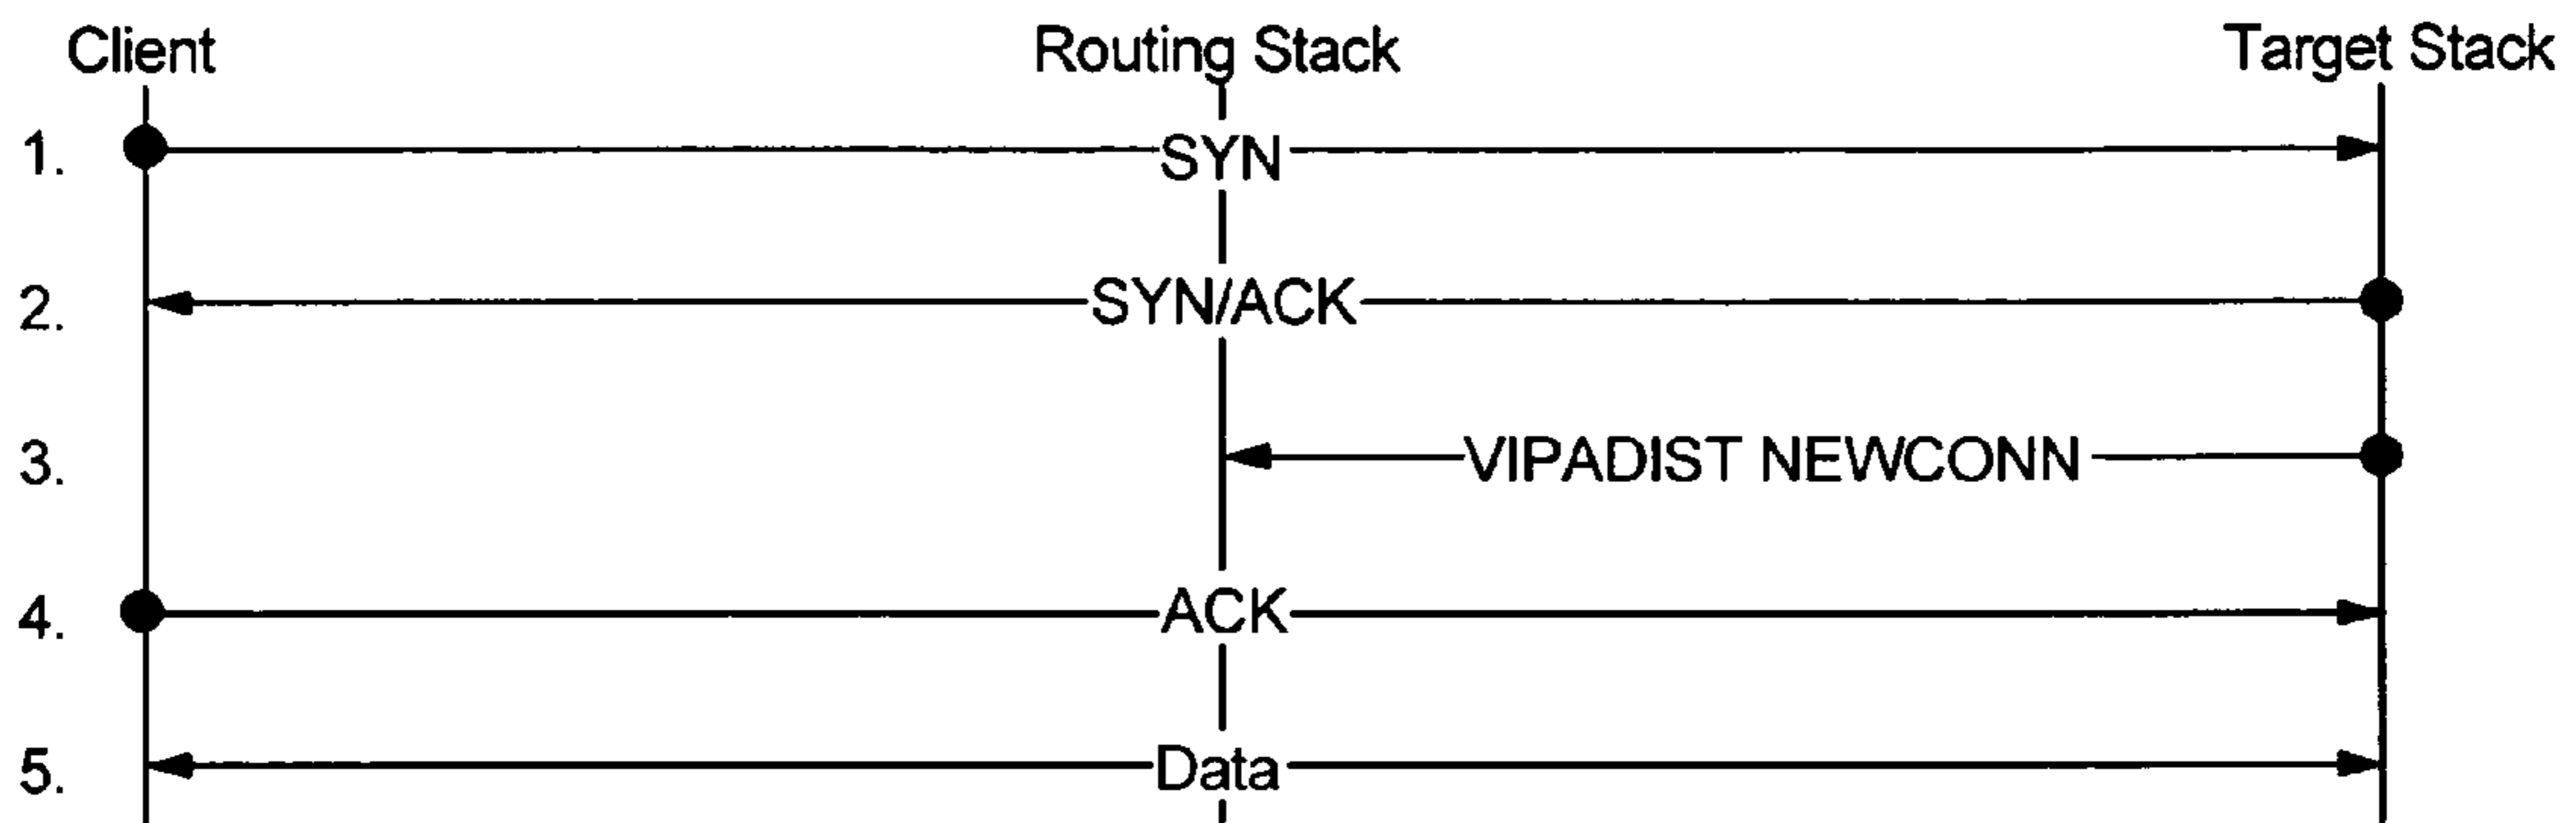 Client Routing Stack Target Stack
1. SYN
2. SYN/ACK
3. VIPADIST NEWCONN
4. ACK
5. Data